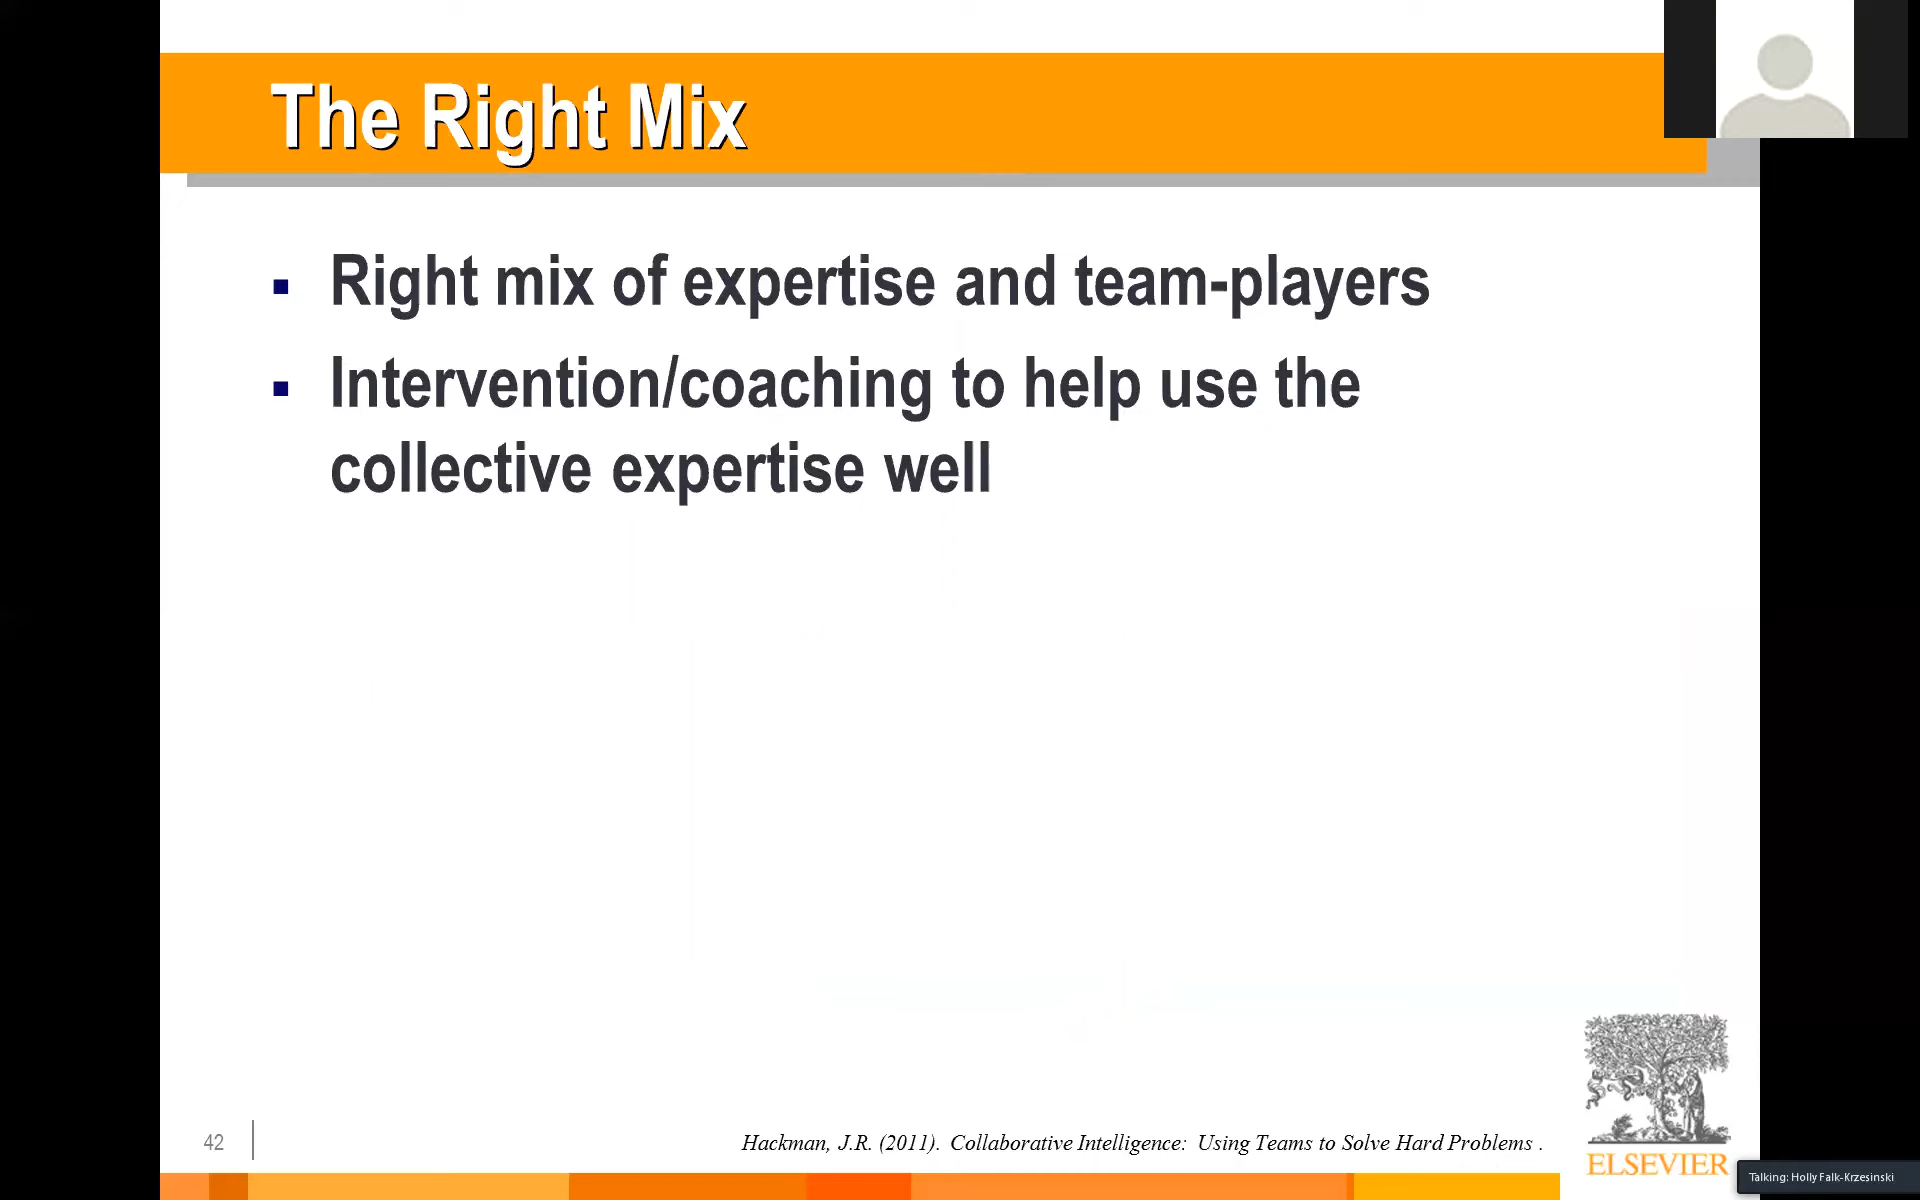 The Right Mix
Right mix of expertise and team-players
Intervention/coaching to help use the
collective expertise well
42
Hackman, J.R. (2011). Collaborative Intelligence: Using Teams to Solve Hard Problems .
ELSEVIER
Talking: Holly Falk-Krzesinski